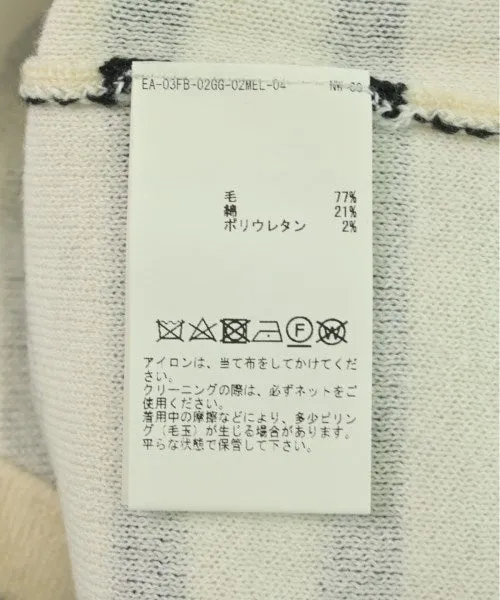 EA-03FB-02GG-02MEL-04
毛 77%
綿 21%
ポリウレタン 2%
F
W
アイロンは、当て布をしてかけてくだ
さい。
クリーニングの際は、必ずネットをご
使用ください。
着用中の摩擦などにより、多少ピリン
グ(毛玉)が生じる場合があります。
平らな状態で保管して下さい。